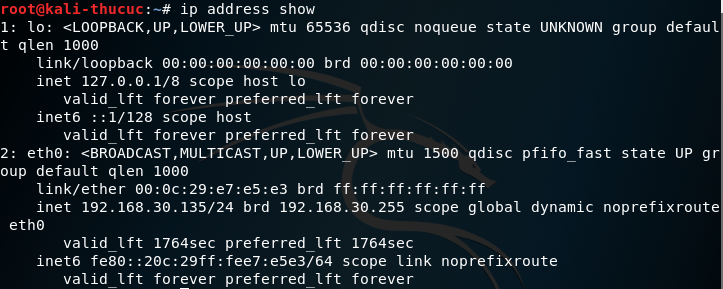 root@kali-thucuc:~# ip address show
1: lo: <LOOPBACK,UP,LOWER_UP> mtu 65536 qdisc noqueue state UNKNOWN group defaul
t qlen 1000
    link/loopback 00:00:00:00:00:00 brd 00:00:00:00:00:00
    inet 127.0.0.1/8 scope host lo
       valid_lft forever preferred_lft forever
    inet6 ::1/128 scope host
       valid_lft forever preferred_lft forever
2: eth0: <BROADCAST,MULTICAST,UP,LOWER_UP> mtu 1500 qdisc pfifo_fast state UP gr
oup default qlen 1000
    link/ether 00:0c:29:e7:e5:e3 brd ff:ff:ff:ff:ff:ff
    inet 192.168.30.135/24 brd 192.168.30.255 scope global dynamic noprefixroute
 eth0
       valid_lft 1764sec preferred_lft 1764sec
    inet6 fe80::20c:29ff:fee7:e5e3/64 scope link noprefixroute
       valid_lft forever preferred_lft forever